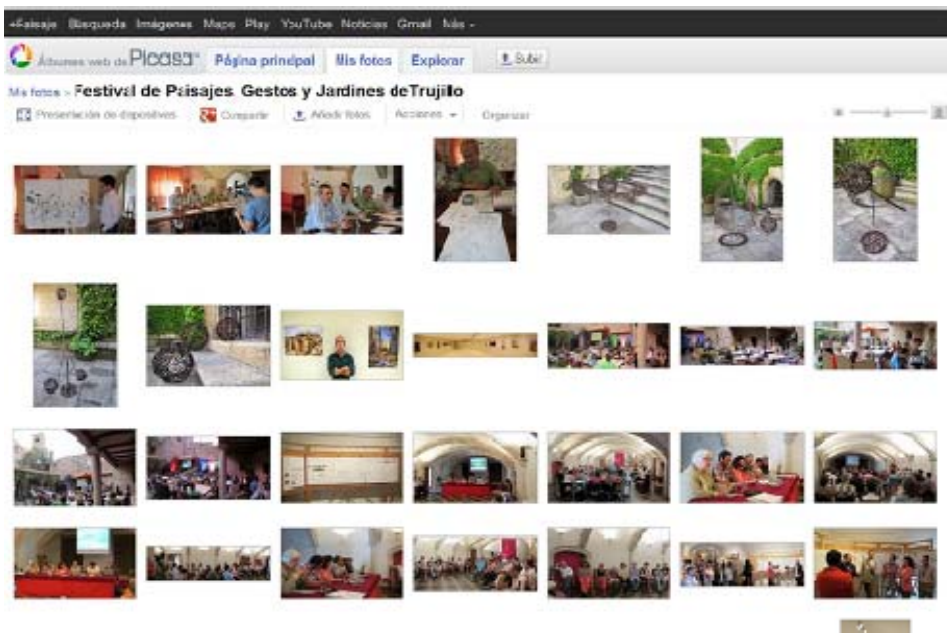 +Paisaje Búsqueda Imágenes Maps Play YouTube Noticias Gmail Más
Álbumes web de Picasa™ Página principal Mis fotos Explorar Subir
Mis fotos > Festival de Paisajes, Gestos y Jardines deTrujillo
Presentación de diapositivas Compartir Añadir fotos Acciones Organizar